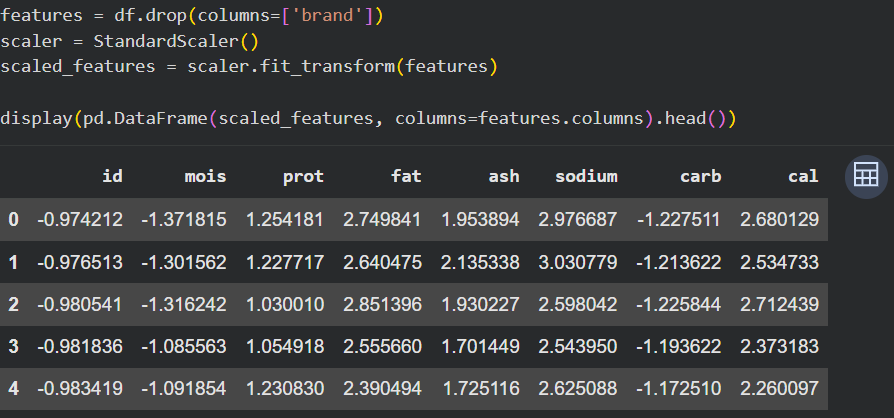 features = df.drop(columns=['brand'])
scaler = StandardScaler()
scaled_features = scaler.fit_transform(features)
display(pd.DataFrame(scaled_features, columns=features.columns).head())
id mois prot fat ash sodium carb cal
0 -0.974212 -1.371815 1.254181 2.749841 1.953894 2.976687 -1.227511 2.680129
1 -0.976513 -1.301562 1.227717 2.640475 2.135338 3.030779 -1.213622 2.534733
2 -0.980541 -1.316242 1.030010 2.851396 1.930227 2.598042 -1.225844 2.712439
3 -0.981836 -1.085563 1.054918 2.555660 1.701449 2.543950 -1.193622 2.373183
4 -0.983419 -1.091854 1.230830 2.390494 1.725116 2.625088 -1.172510 2.260097